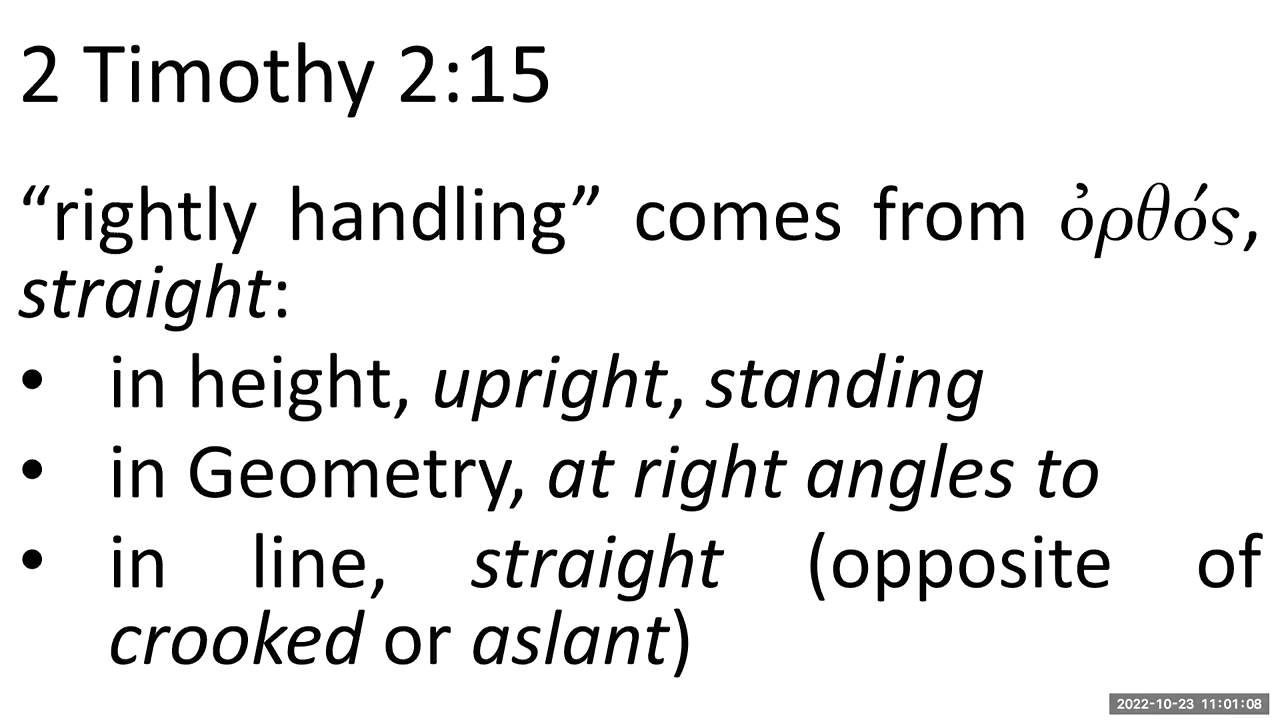 2 Timothy 2:15
“rightly handling” comes from ὀρθός,
straight:
• in height, upright, standing
• in Geometry, at right angles to
• in line, straight (opposite of
crooked or aslant)
2022-10-23 11:01:08